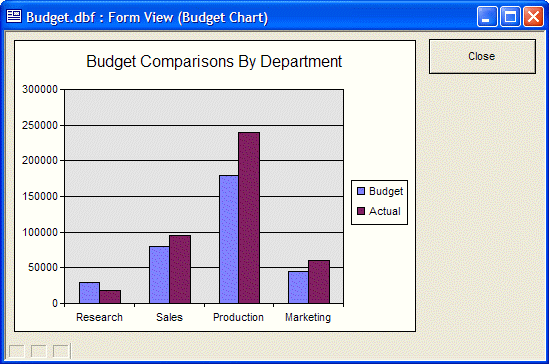 Budget.dbf : Form View (Budget Chart)
Close
Budget Comparisons By Department
300000
250000
200000
150000
100000
50000
0
Research Sales Production Marketing
Budget
Actual